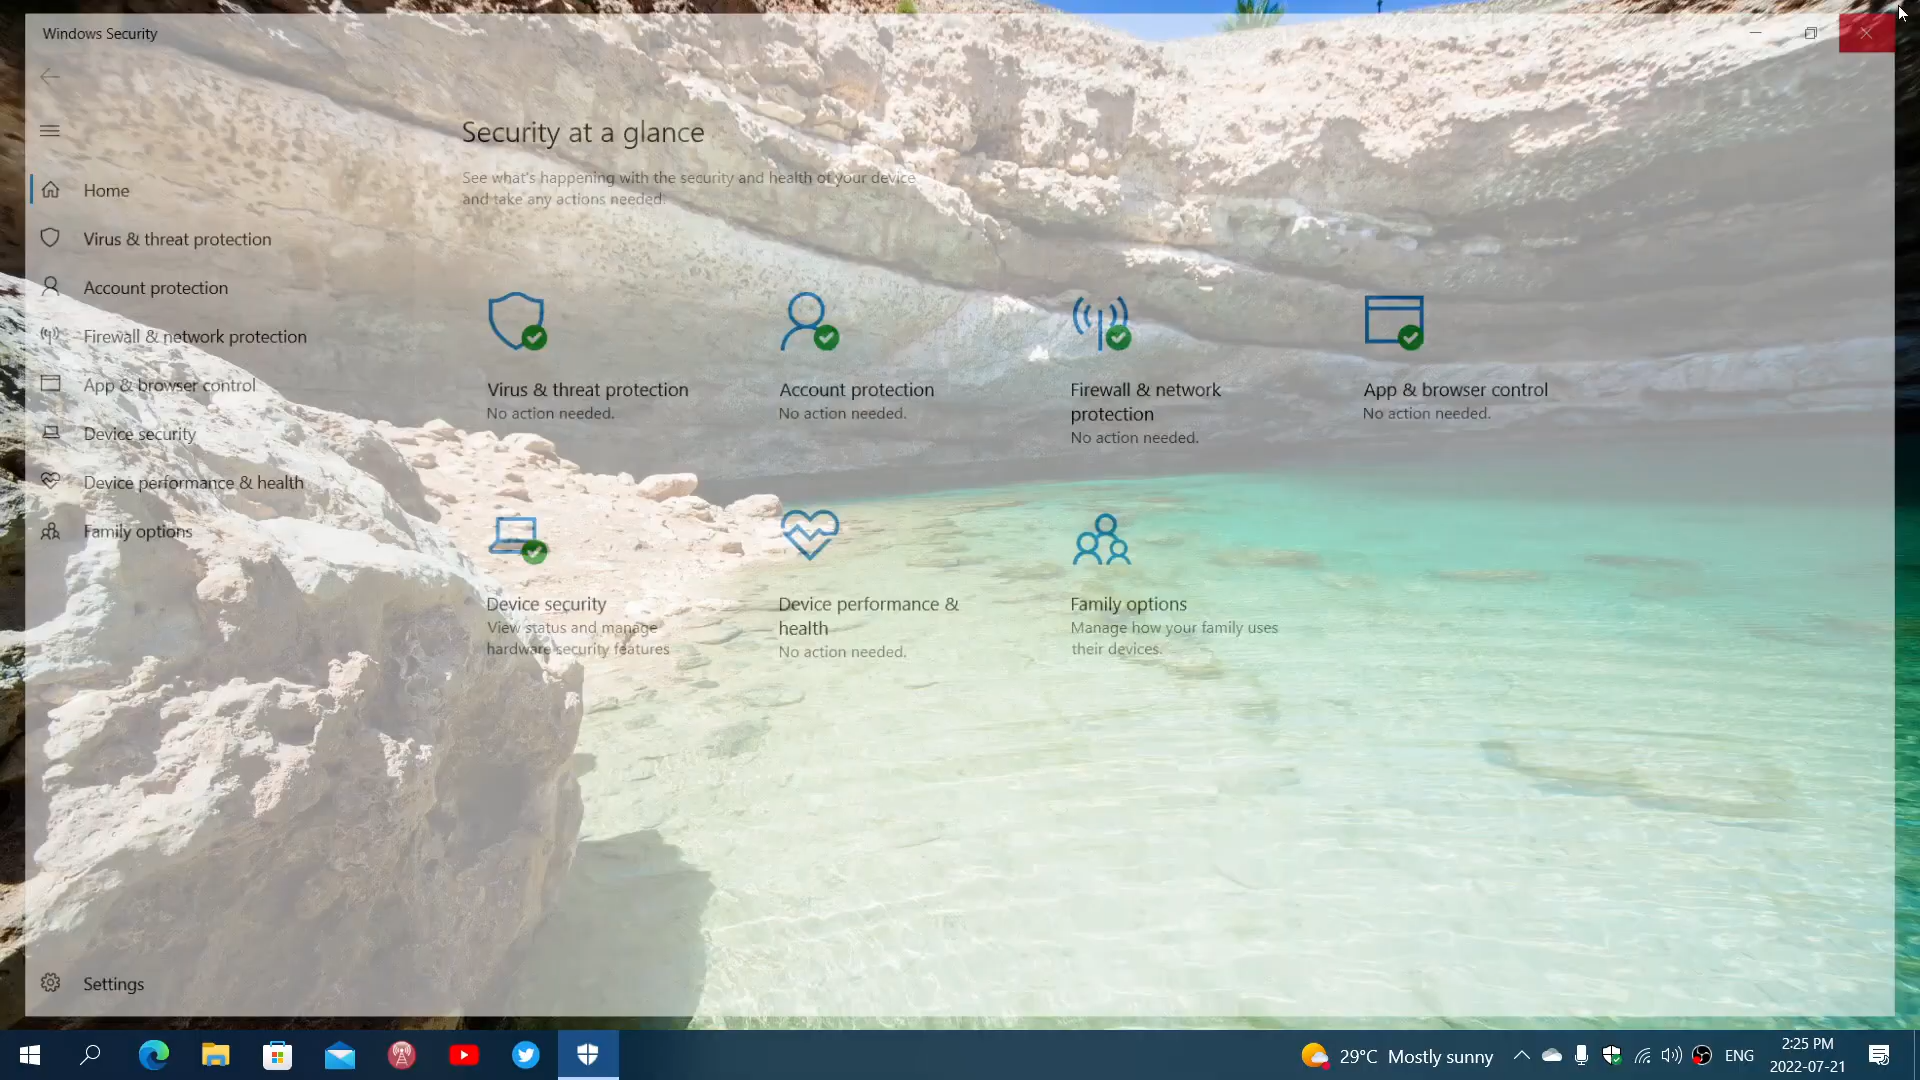 Windows Security
Security at a glance
See what's happening with the security and health of your device
and take any actions needed.
Home
Virus & threat protection
Account protection
Firewall & network protection
App & browser control
Device security
Device performance & health
Family options
Settings
Virus & threat protection
No action needed.
Account protection
No action needed.
Firewall & network
protection
No action needed.
App & browser control
No action needed.
Device security
View status and manage
hardware security features
Device performance &
health
No action needed.
Family options
Manage how your family uses
their devices.
29°C Mostly sunny
ENG
2:25 PM
2022-07-21